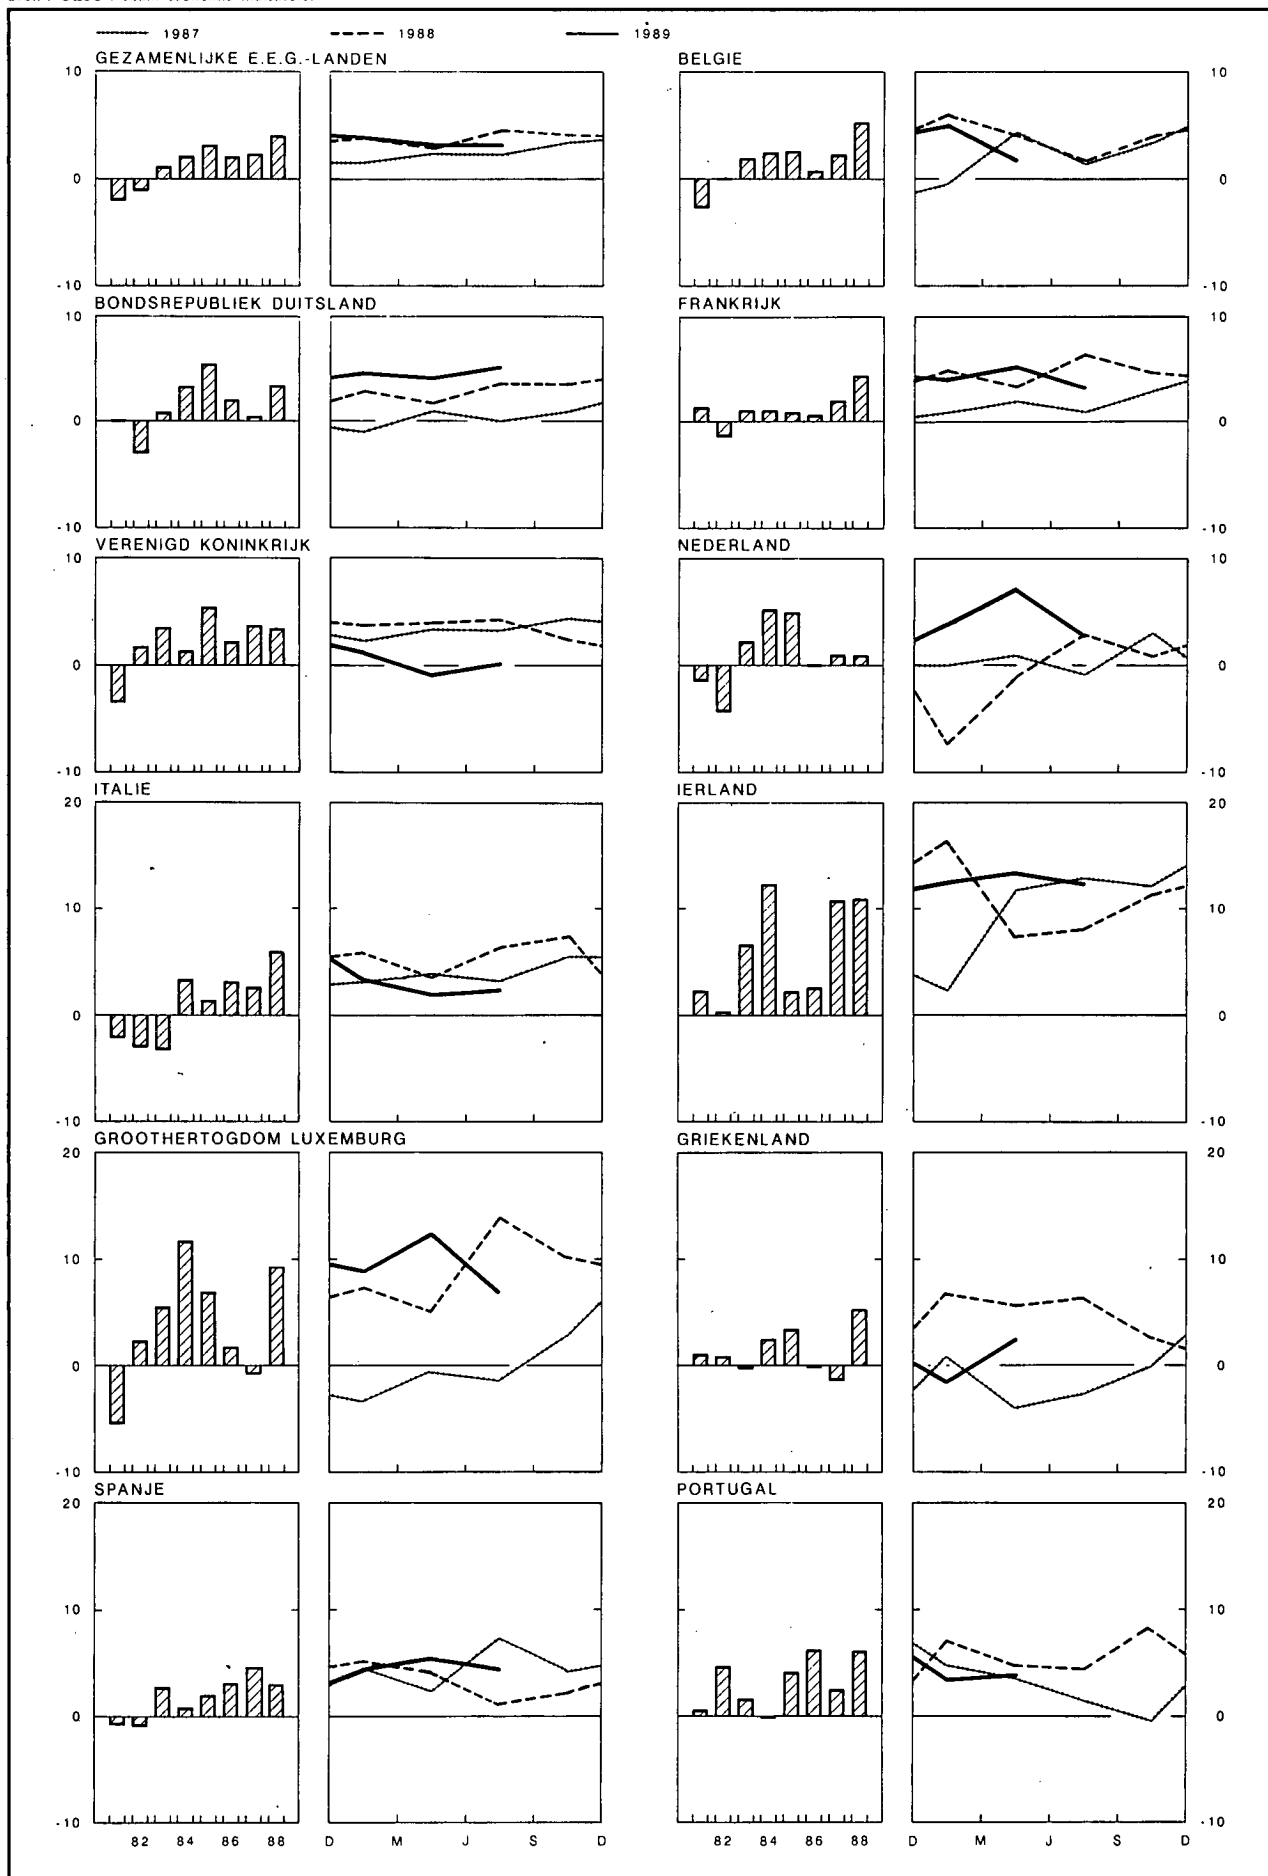 1987 1988 1989
GEZAMENLIJKE E.E.G.-LANDEN BELGIE
10 10
0 0
-10 -10
BONDSREPUBLIEK DUITSLAND FRANKRIJK
10 10
0 0
-10 -10
VERENIGD KONINKRIJK NEDERLAND
10 10
0 0
-10 -10
ITALIE IERLAND
20 20
10 10
0 0
-10 -10
GROOTHERTOGDOM LUXEMBURG GRIEKENLAND
20 20
10 10
0 0
-10 -10
SPANJE PORTUGAL
20 20
10 10
0 0
-10 -10
82 84 86 88 D M J S D 82 84 86 88 D M J S D